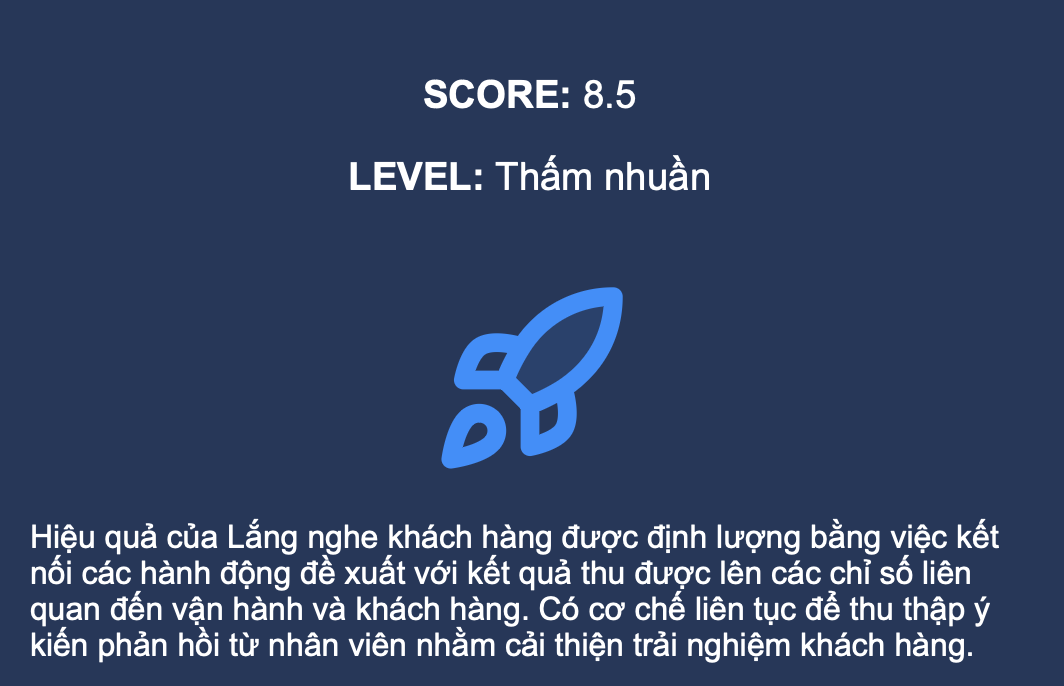 SCORE: 8.5
LEVEL: Thấm nhuần
Hiệu quả của Lắng nghe khách hàng được định lượng bằng việc kết
nối các hành động đề xuất với kết quả thu được lên các chỉ số liên
quan đến vận hành và khách hàng. Có cơ chế liên tục để thu thập ý
kiến phản hồi từ nhân viên nhằm cải thiện trải nghiệm khách hàng.